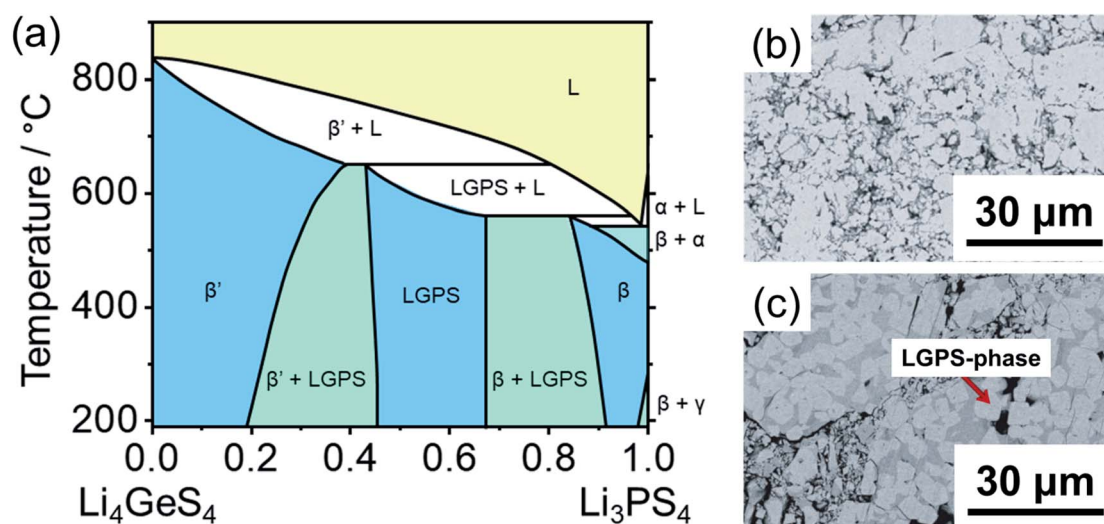 (a)
Temperature / °C
800
600
400
200
L
β' + L
LGPS + L
α + L
β + α
β'
LGPS
β
β' + LGPS
β + LGPS
β + γ
0.0 0.2 0.4 0.6 0.8 1.0
Li₄GeS₄ Li₃PS₄
(b)
30 µm
(c)
LGPS-phase
30 µm